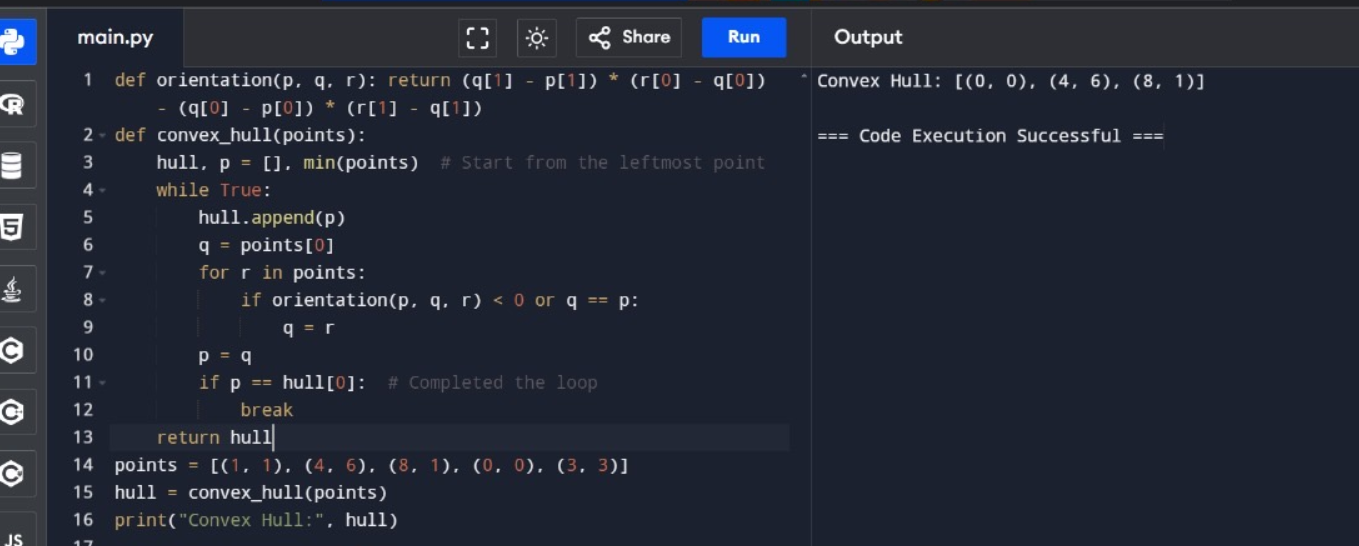 main.py
Share
Run
Output
1 def orientation(p, q, r): return (q[1] - p[1]) * (r[0] - q[0])
- (q[0] - p[0]) * (r[1] - q[1])
2 def convex_hull(points):
3 hull, p = [], min(points) # Start from the leftmost point
4 while True:
5 hull.append(p)
6 q = points[0]
7 for r in points:
8 if orientation(p, q, r) < 0 or q == p:
9 q = r
10 p = q
11 if p == hull[0]: # Completed the loop
12 break
13 return hull
14 points = [(1, 1), (4, 6), (8, 1), (0, 0), (3, 3)]
15 hull = convex_hull(points)
16 print("Convex Hull:", hull)
17
Convex Hull: [(0, 0), (4, 6), (8, 1)]
=== Code Execution Successful ===
R
5
C
C
C
JS